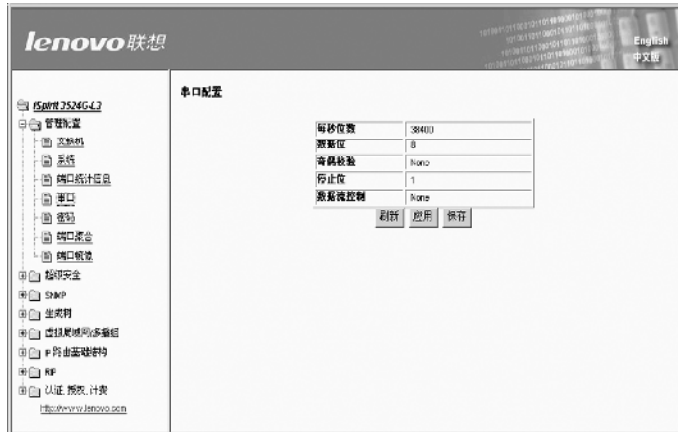 lenovo联想
English
中文版
iSpirit 3524G-L3
管理配置
交换机
系统
端口统计信息
串口
密码
端口聚合
端口镜像
超级安全
SNMP
生成树
虚拟局域网/多播组
IP 路由基础结构
RIP
认证.授权.计费
http://www.lenovo.com
串口配置
每秒位数 38400
数据位 8
奇偶校验 None
停止位 1
数据流控制 None
刷新 应用 保存